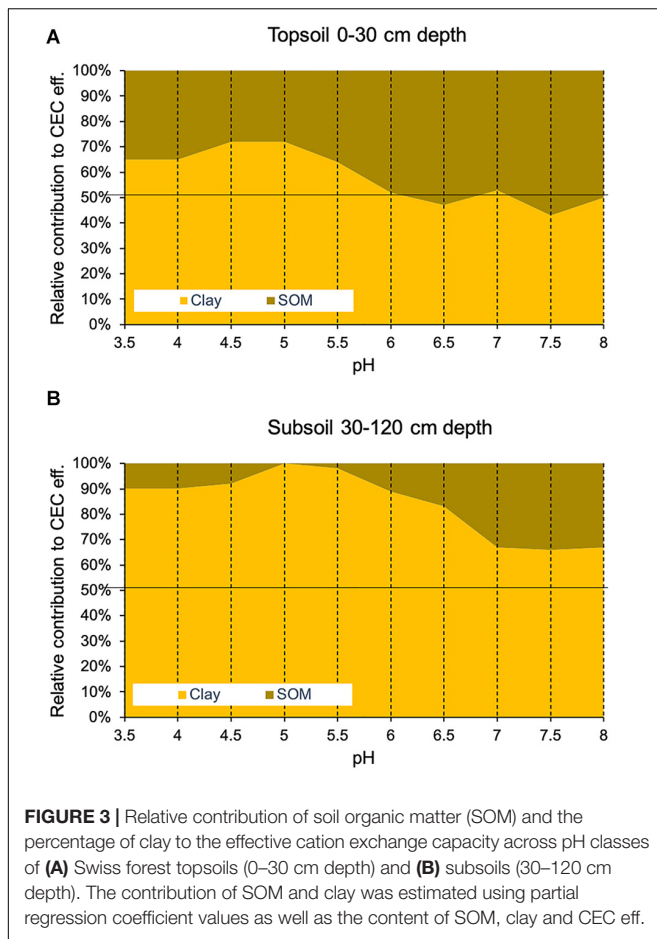 A
Topsoil 0-30 cm depth
Relative contribution to CEC eff.
100%
90%
80%
70%
60%
50%
40%
30%
20%
10%
0%
Clay SOM
3.5 4 4.5 5 5.5 6 6.5 7 7.5 8
pH
B
Subsoil 30-120 cm depth
Relative contribution to CEC eff.
100%
90%
80%
70%
60%
50%
40%
30%
20%
10%
0%
Clay SOM
3.5 4 4.5 5 5.5 6 6.5 7 7.5 8
pH
FIGURE 3 | Relative contribution of soil organic matter (SOM) and the
percentage of clay to the effective cation exchange capacity across pH classes
of (A) Swiss forest topsoils (0–30 cm depth) and (B) subsoils (30–120 cm
depth). The contribution of SOM and clay was estimated using partial
regression coefficient values as well as the content of SOM, clay and CEC eff.